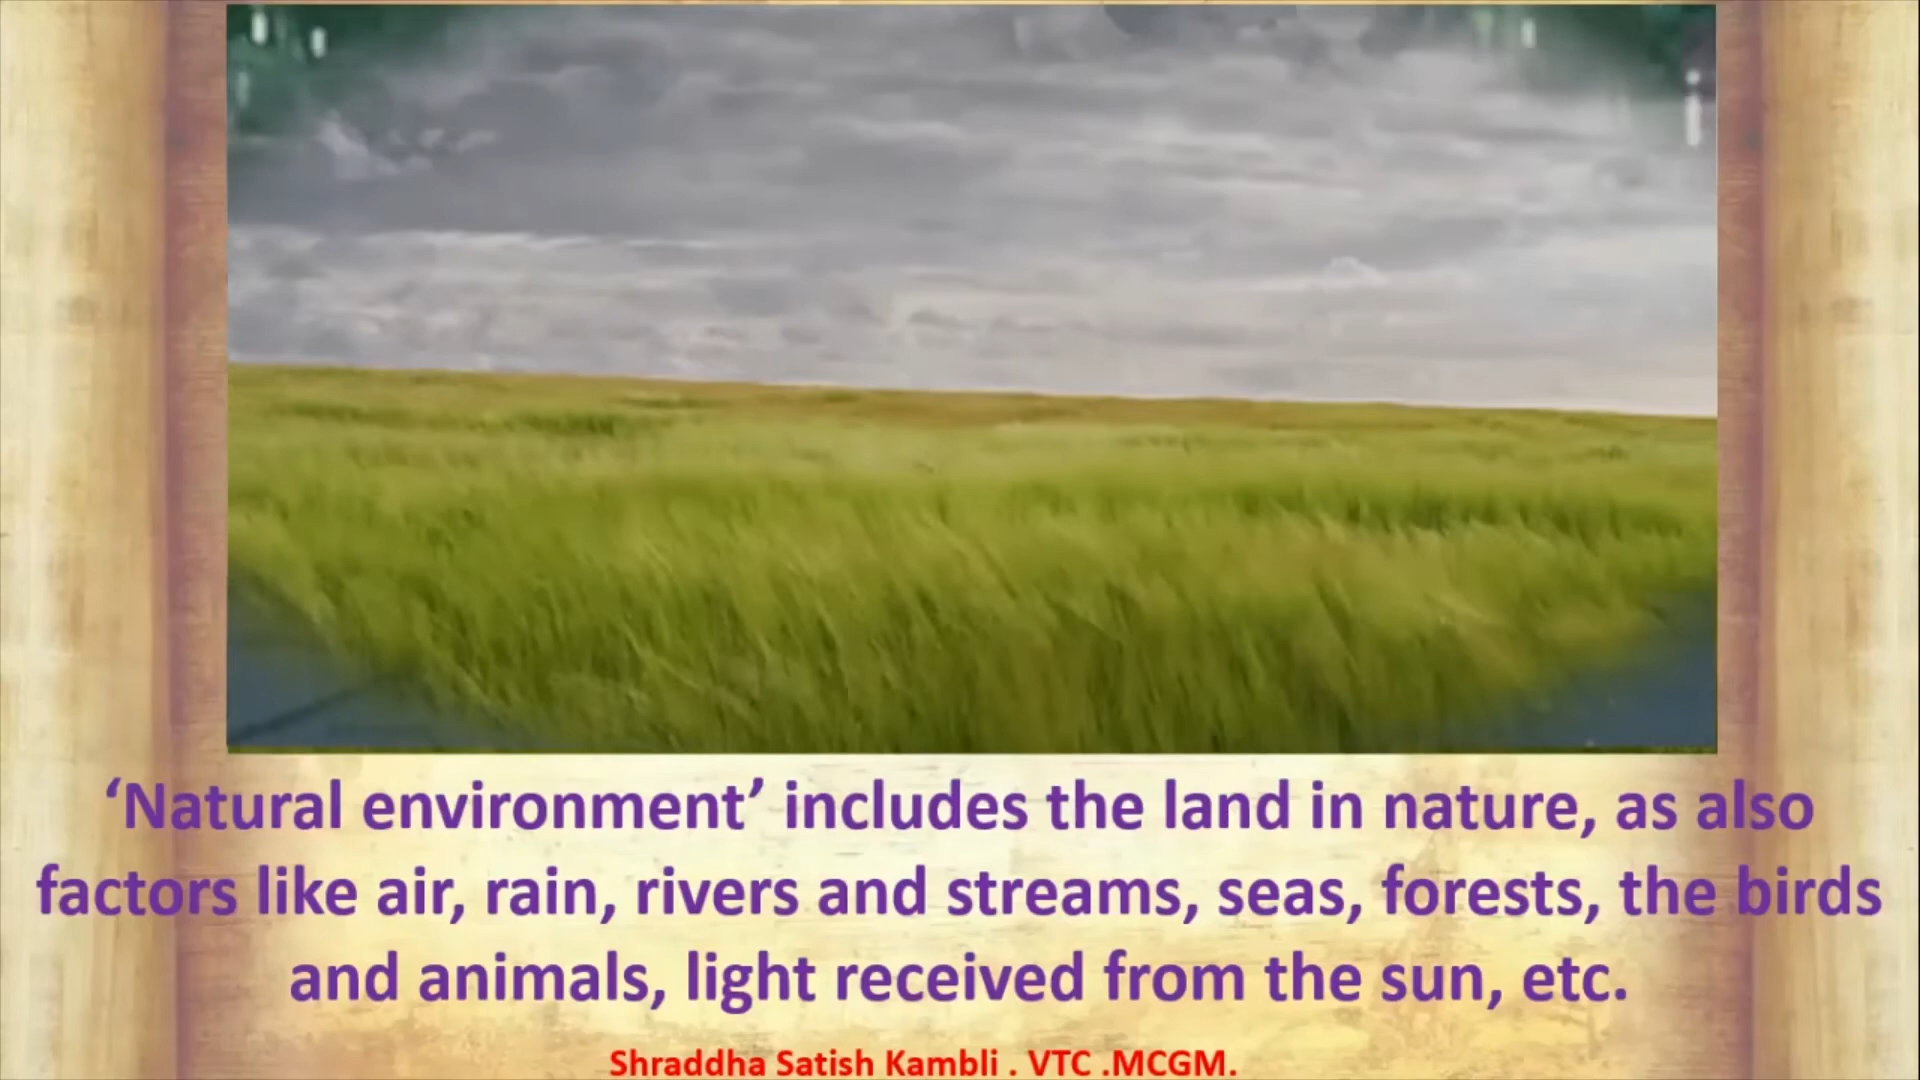 ‘Natural environment’ includes the land in nature, as also
factors like air, rain, rivers and streams, seas, forests, the birds
and animals, light received from the sun, etc.
Shraddha Satish Kambli . VTC .MCGM.